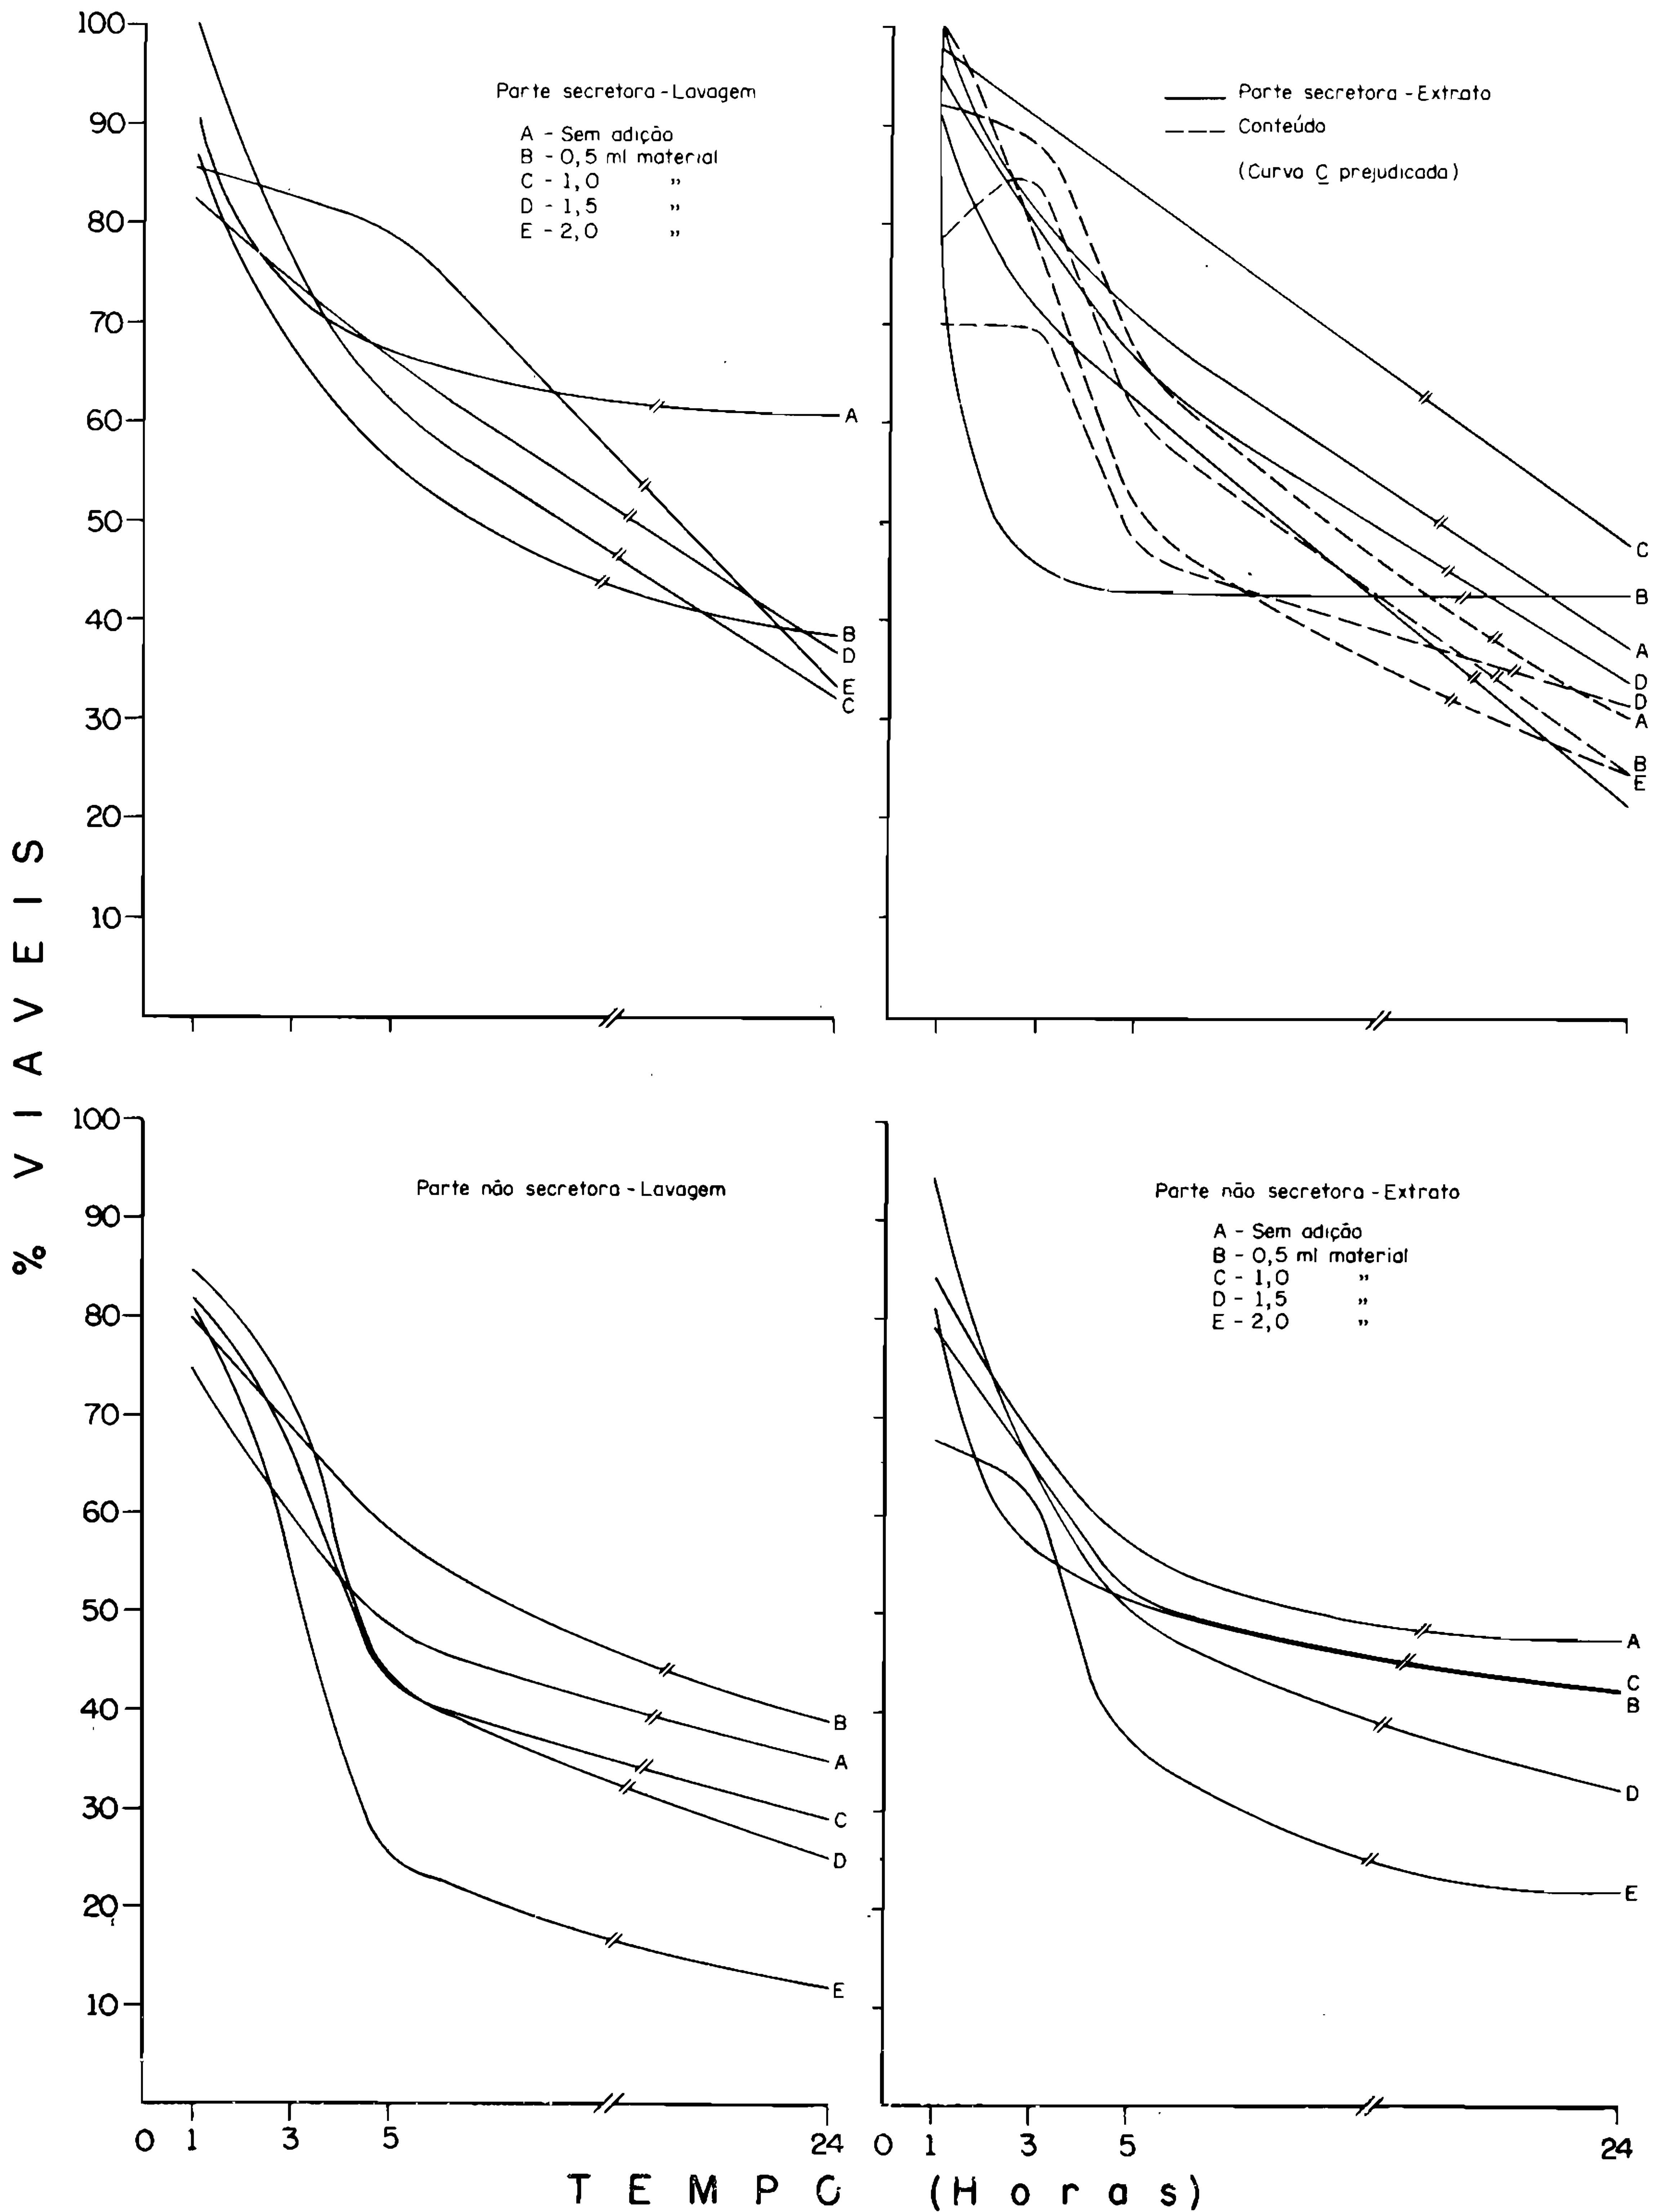 % VIAVEIS
100
90
80
70
60
50
40
30
20
10
Parte secretora - Lavagem
A - Sem adição
B - 0,5 ml material
C - 1,0 "
D - 1,5 "
E - 2,0 "
A
B
D
E
C
Parte secretora - Extrato
Conteúdo
(Curva C prejudicada)
C
B
A
D
D
A
B
E
100
90
80
70
60
50
40
30
20
10
Parte não secretora - Lavagem
B
A
C
D
E
0 1 3 5 24
Parte não secretora - Extrato
A - Sem adição
B - 0,5 ml material
C - 1,0 "
D - 1,5 "
E - 2,0 "
A
C
B
D
E
0 1 3 5 24
TEMPO (Horas)